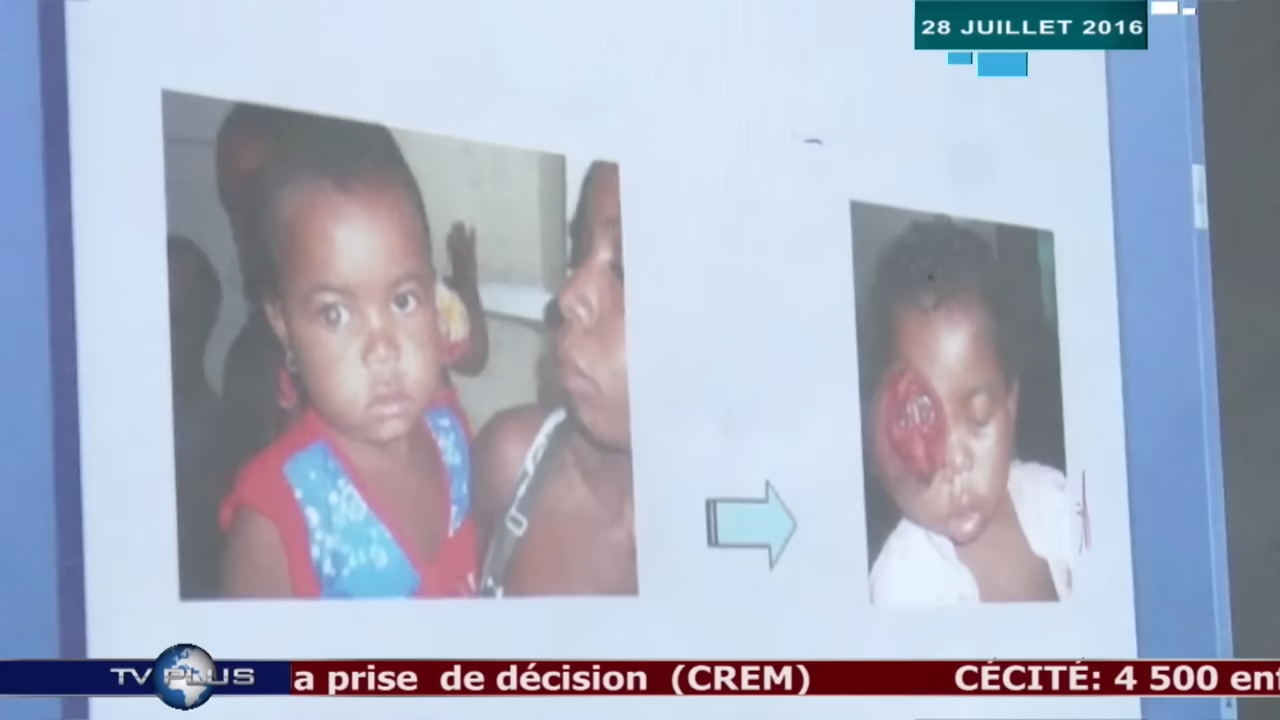 28 JUILLET 2016
TV PLUS
a prise de décision (CREM) CÉCITÉ: 4 500 enf